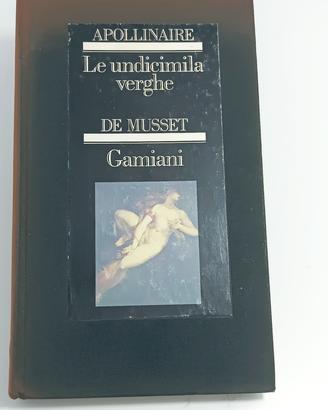 APOLLINAIRE
Le undicimila
verghe
DE MUSSET
Gamiani